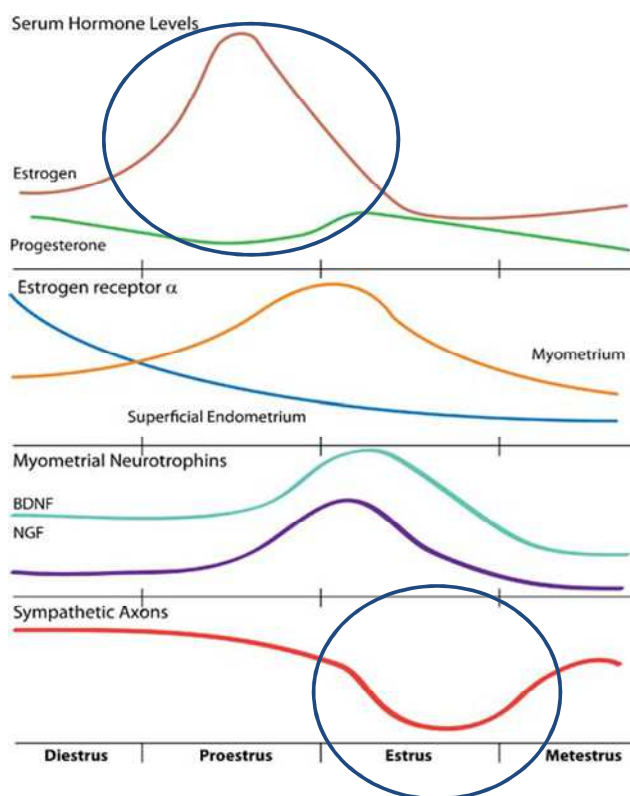 Serum Hormone Levels
Estrogen
Progesterone
Estrogen receptor α
Myometrium
Superficial Endometrium
Myometrial Neurotrophins
BDNF
NGF
Sympathetic Axons
Diestrus Proestrus Estrus Metestrus